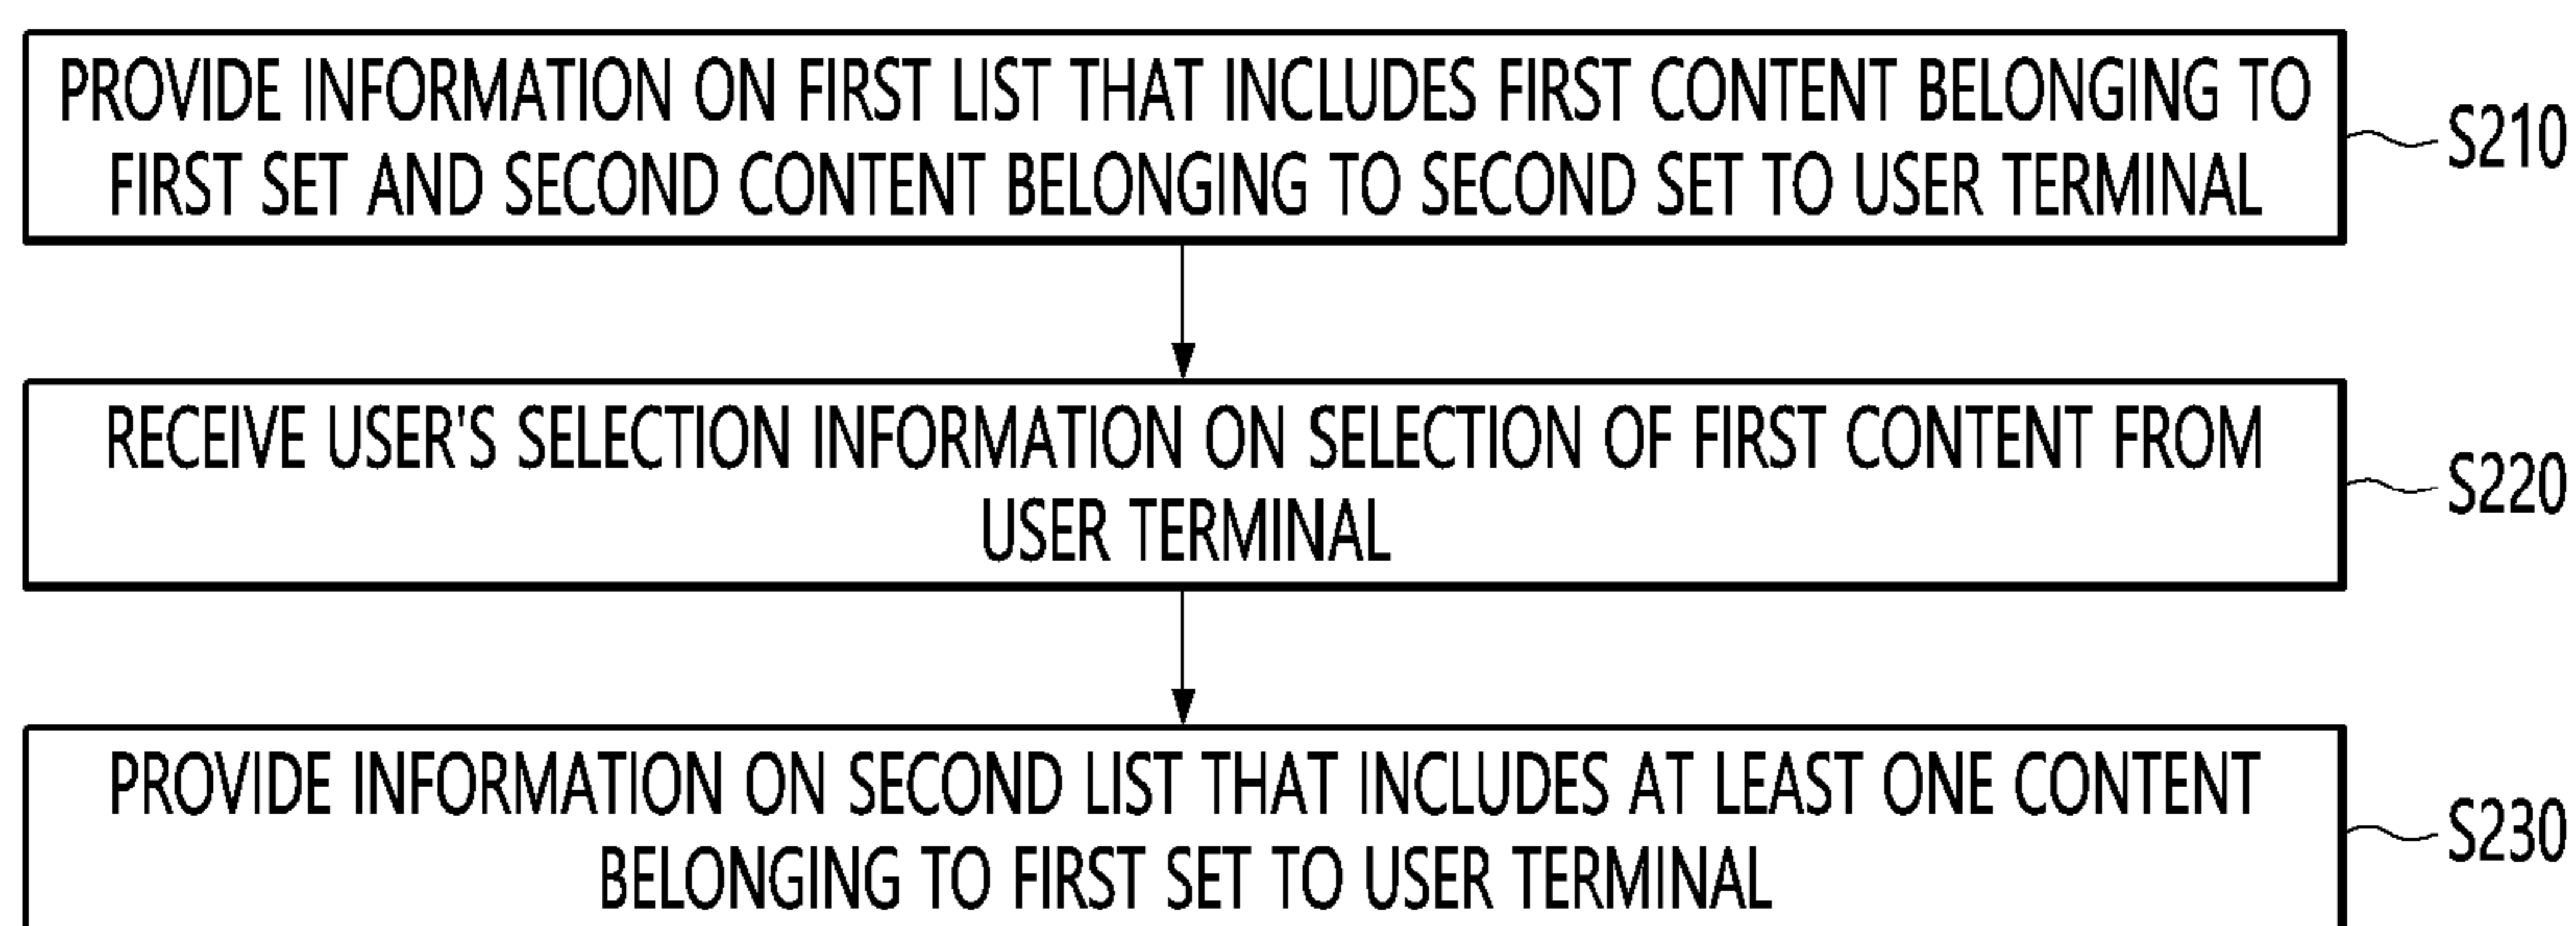 PROVIDE INFORMATION ON FIRST LIST THAT INCLUDES FIRST CONTENT BELONGING TO
FIRST SET AND SECOND CONTENT BELONGING TO SECOND SET TO USER TERMINAL
S210
RECEIVE USER'S SELECTION INFORMATION ON SELECTION OF FIRST CONTENT FROM
USER TERMINAL
S220
PROVIDE INFORMATION ON SECOND LIST THAT INCLUDES AT LEAST ONE CONTENT
BELONGING TO FIRST SET TO USER TERMINAL
S230